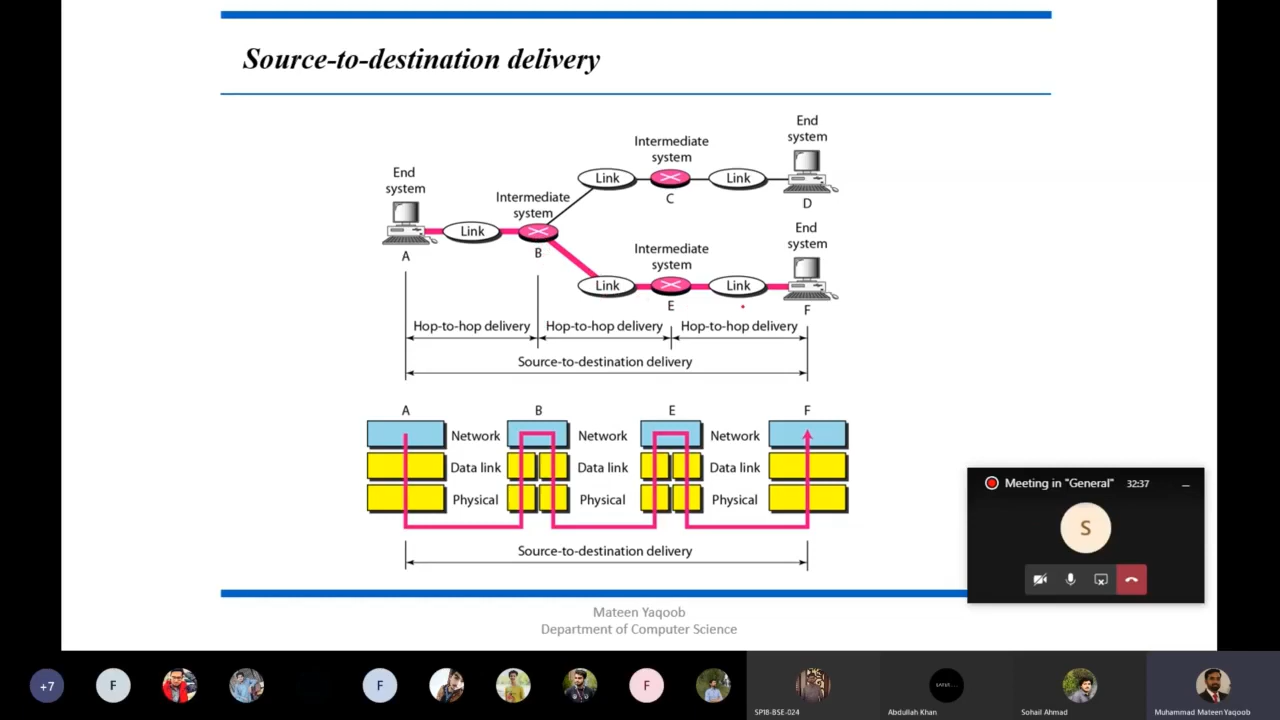 Source-to-destination delivery
End
system
Intermediate
system
Link
Link
C
D
End
system
Intermediate
system
Link
A
B
End
system
Intermediate
system
Link
Link
E
F
Hop-to-hop delivery
Hop-to-hop delivery
Hop-to-hop delivery
Source-to-destination delivery
A
B
E
F
Network
Network
Network
Data link
Data link
Data link
Physical
Physical
Physical
Source-to-destination delivery
Mateen Yaqoob
Department of Computer Science
Meeting in "General"
32:37
S
+7
F
F
F
SP18-BSE-024
Abdullah Khan
Sohail Ahmad
Muhammad Mateen Yaqoob